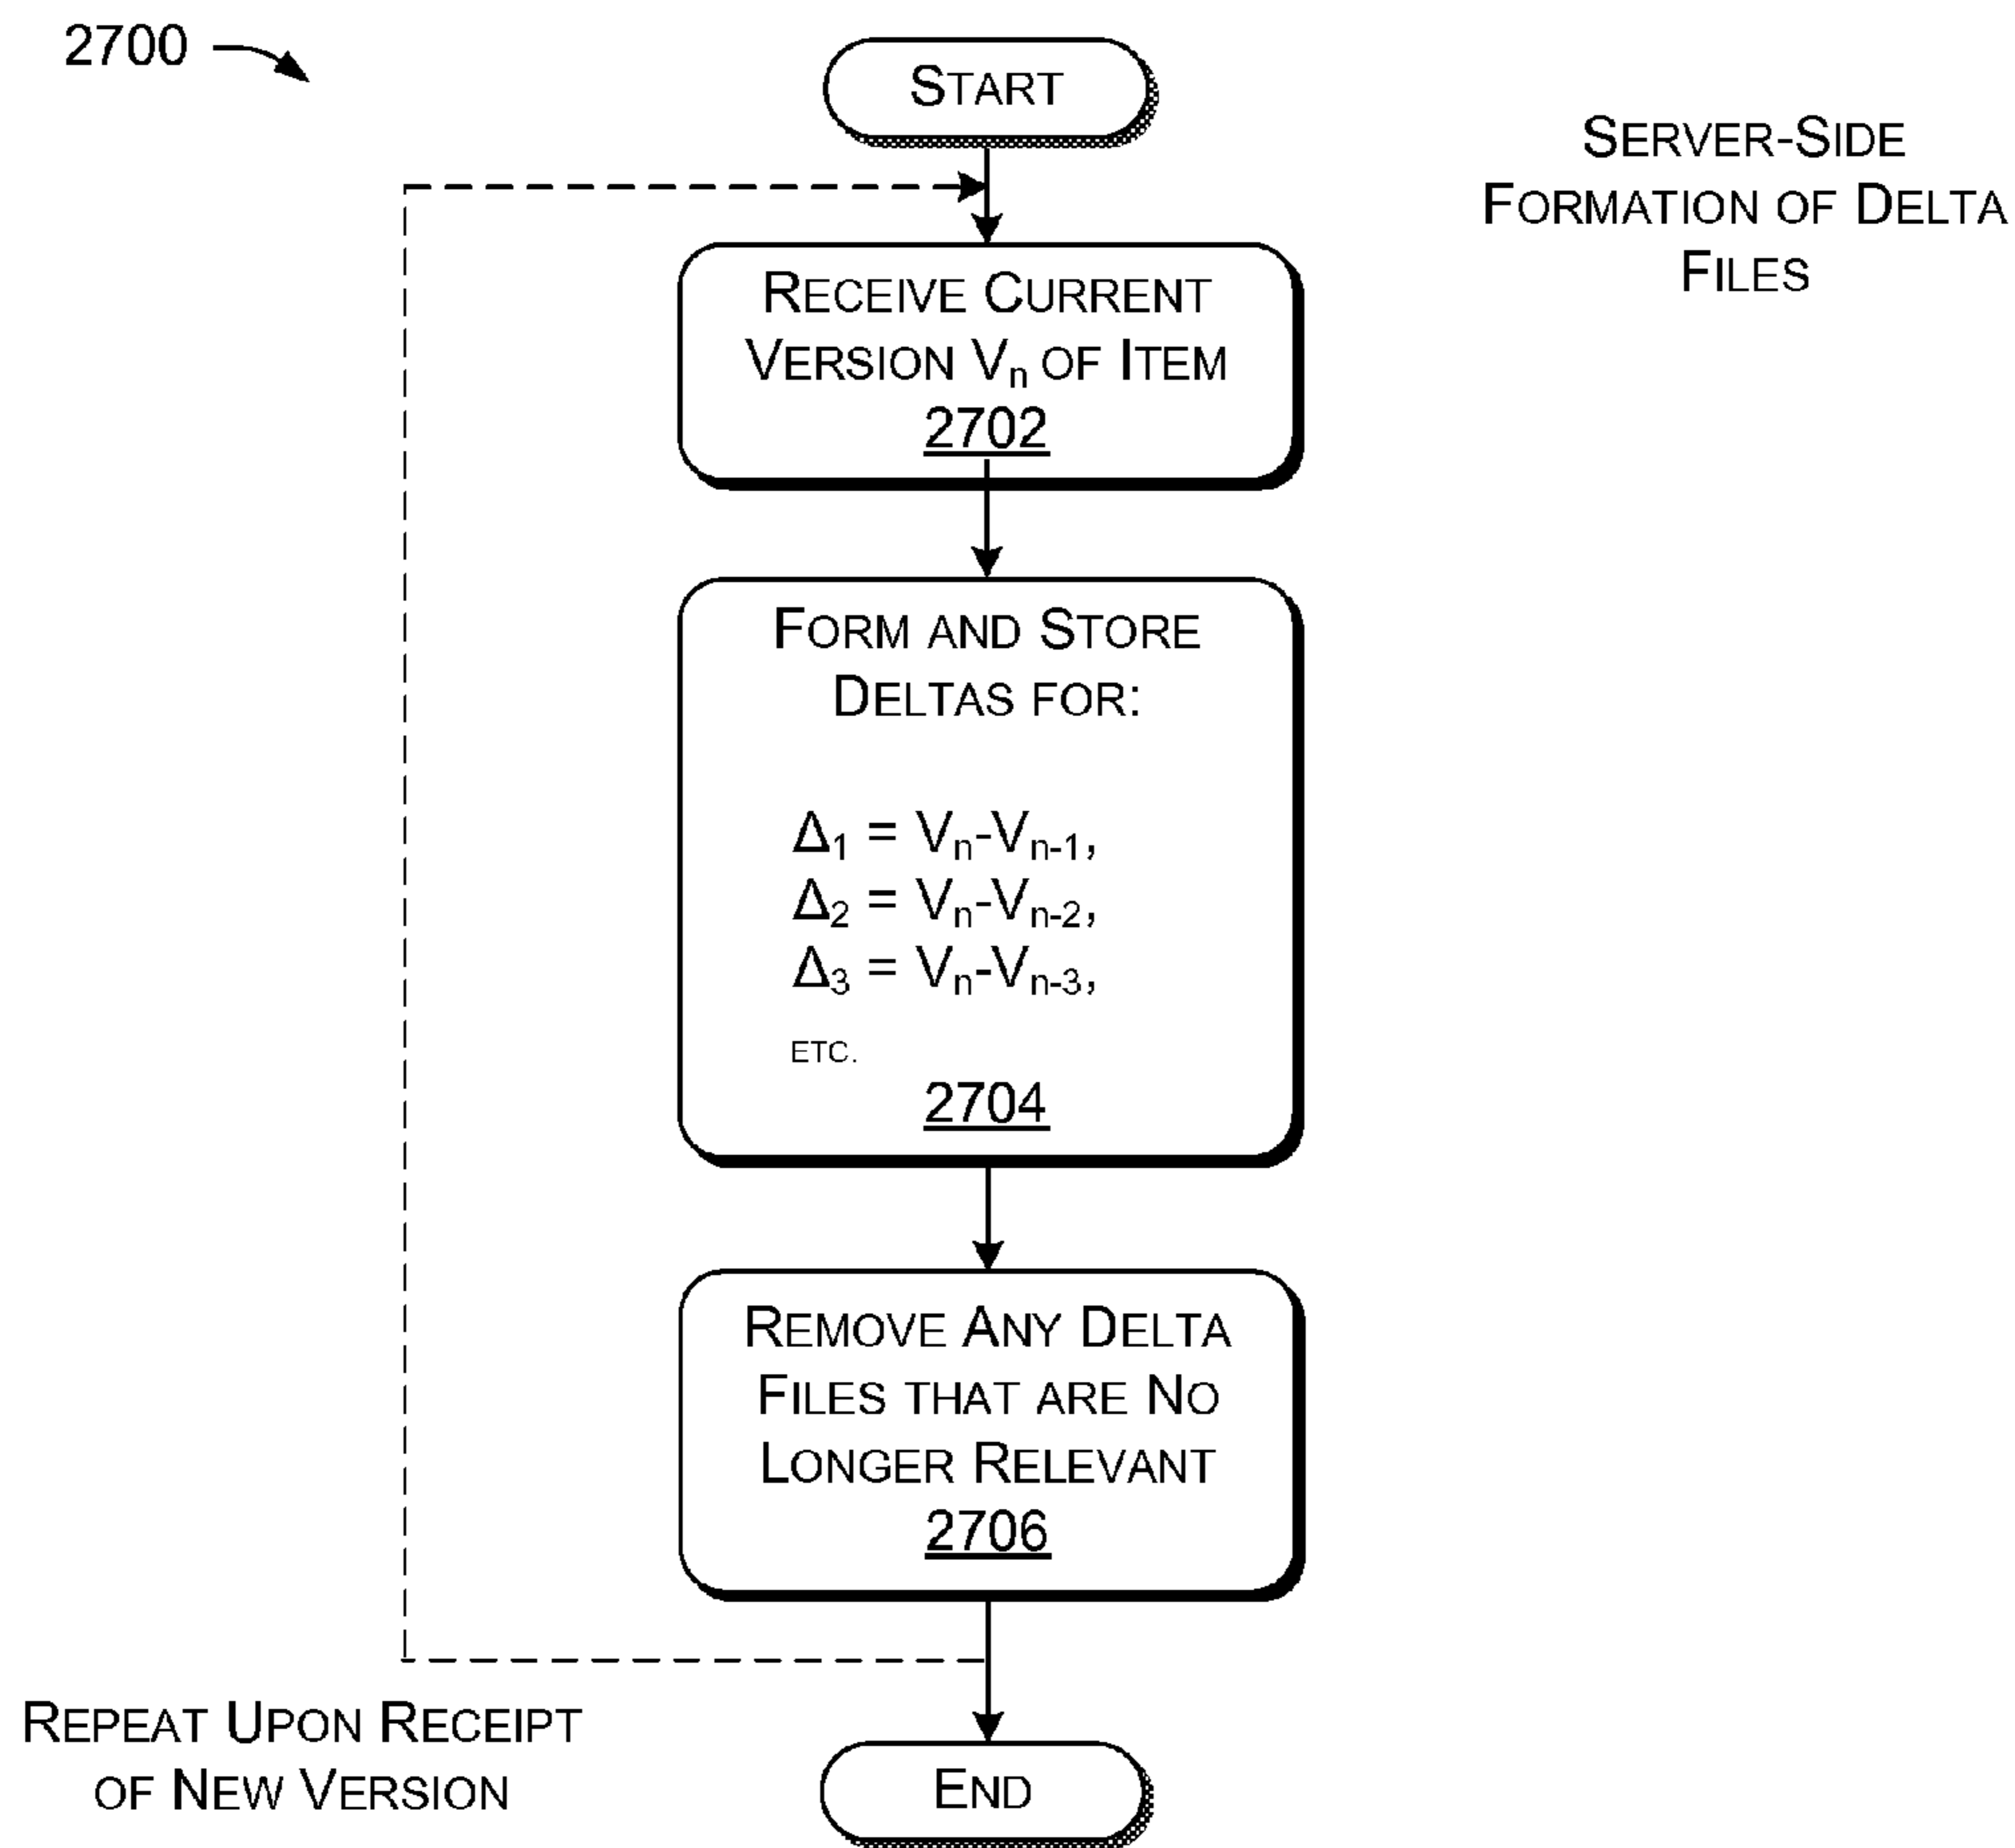 2700
START
SERVER-SIDE
FORMATION OF DELTA
FILES
RECEIVE CURRENT
VERSION Vn OF ITEM
2702
FORM AND STORE
DELTAS FOR:
Δ1 = Vn-Vn-1,
Δ2 = Vn-Vn-2,
Δ3 = Vn-Vn-3,
ETC.
2704
REMOVE ANY DELTA
FILES THAT ARE NO
LONGER RELEVANT
2706
REPEAT UPON RECEIPT
OF NEW VERSION
END